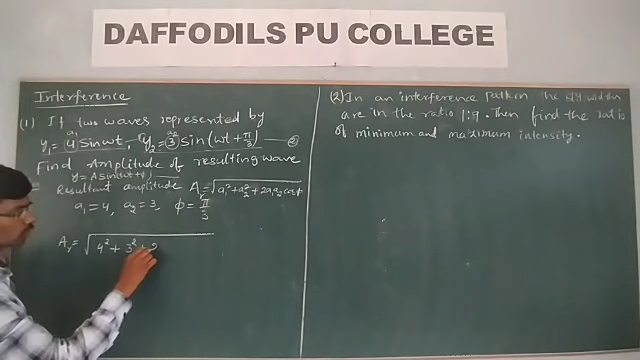 DAFFODILS PU COLLEGE
Interference
(1) If two waves represented by
a₁ a₂
y₁ = 4 sinωt, y₂ = 3 sin(ωt + π/3) —②
Find Amplitude of resulting wave
y = A sin(ωt+φ)
Resultant amplitude Aᵣ = √a₁² + a₂² + 2a₁a₂ cosφ
a₁ = 4, a₂ = 3, φ = π/3
Aᵣ = √4² + 3² + 2
(2) In an interference pattern the slit widths
are in the ratio 1:9. Then find the
of minimum and maximum intensity.